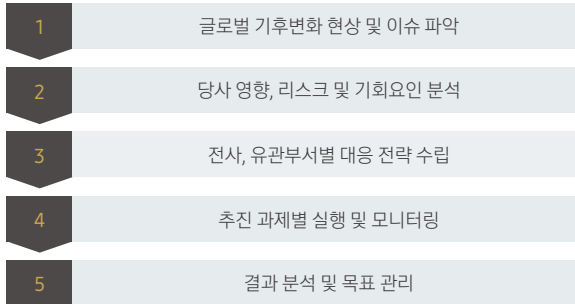 1
글로벌 기후변화 현상 및 이슈 파악
2
당사 영향, 리스크 및 기회요인 분석
3
전사, 유관부서별 대응 전략 수립
4
추진 과제별 실행 및 모니터링
5
결과 분석 및 목표 관리